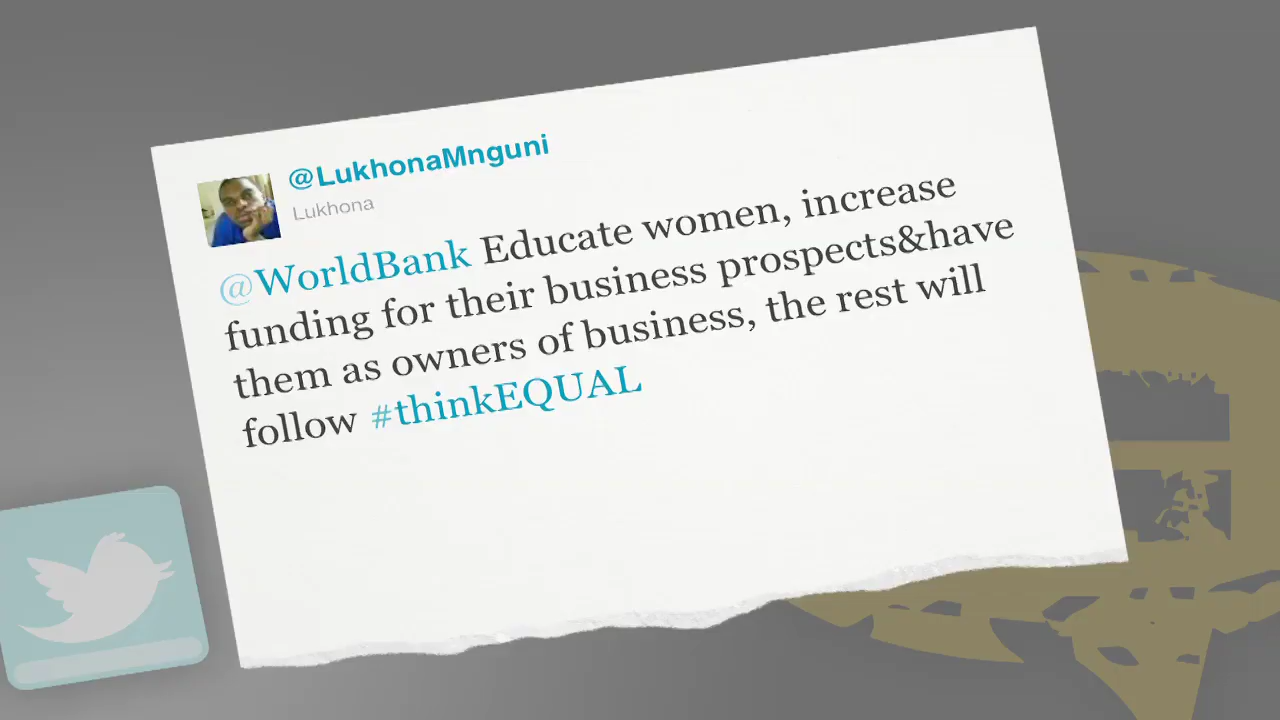 @LukhonaMnguni
Lukhona
@WorldBank Educate women, increase
funding for their business prospects&have
them as owners of business, the rest will
follow #thinkEQUAL